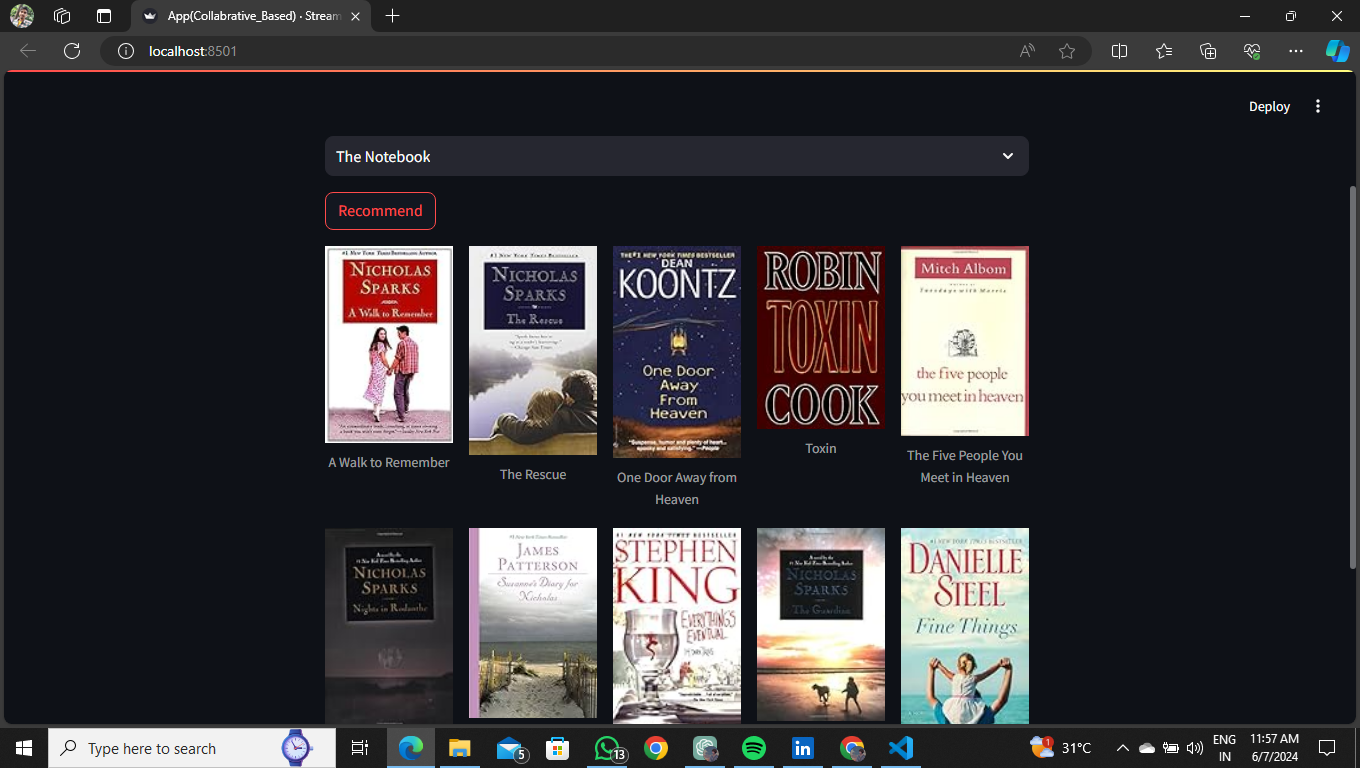 App(Collabrative_Based) · Stream
localhost:8501
Deploy
The Notebook
Recommend
#1 NEW YORK TIMES BESTSELLING AUTHOR
NICHOLAS
SPARKS
A Walk to Remember
A Walk to Remember
#1 NEW YORK TIMES BESTSELLER
NICHOLAS
SPARKS
The Rescue
The Rescue
THE #1 NEW YORK TIMES BESTSELLER
DEAN
KOONTZ
One Door
Away
From
Heaven
"Suspense, humor and plenty of heart...
spooky and satisfying." —People
One Door Away from
Heaven
ROBIN
TOXIN
COOK
Toxin
Mitch Albom
Tuesdays with Morrie
the five people
you meet in heaven
The Five People You
Meet in Heaven
A novel by the
#1 New York Times Bestselling Author
NICHOLAS
SPARKS
Nights in Rodanthe
#1 New York Times Bestseller
JAMES
PATTERSON
Suzanne's Diary for
Nicholas
#1 NEW YORK TIMES BESTSELLER
STEPHEN
KING
EVERYTHING'S
EVENTUAL
14 DARK TALES
A novel by the
#1 New York Times Bestselling Author
NICHOLAS
SPARKS
The Guardian
#1 NEW YORK TIMES BESTSELLER
DANIELLE
STEEL
Fine Things
Type here to search
5
13
1
31°C
ENG
IN
11:57 AM
6/7/2024